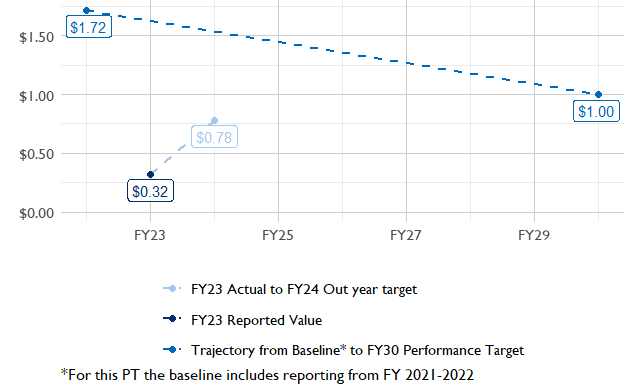 $1.72
$1.50
$1.00
$1.00
$0.78
$0.50
$0.32
$0.00
FY23 FY25 FY27 FY29
FY23 Actual to FY24 Out year target
FY23 Reported Value
Trajectory from Baseline* to FY30 Performance Target
*For this PT the baseline includes reporting from FY 2021-2022